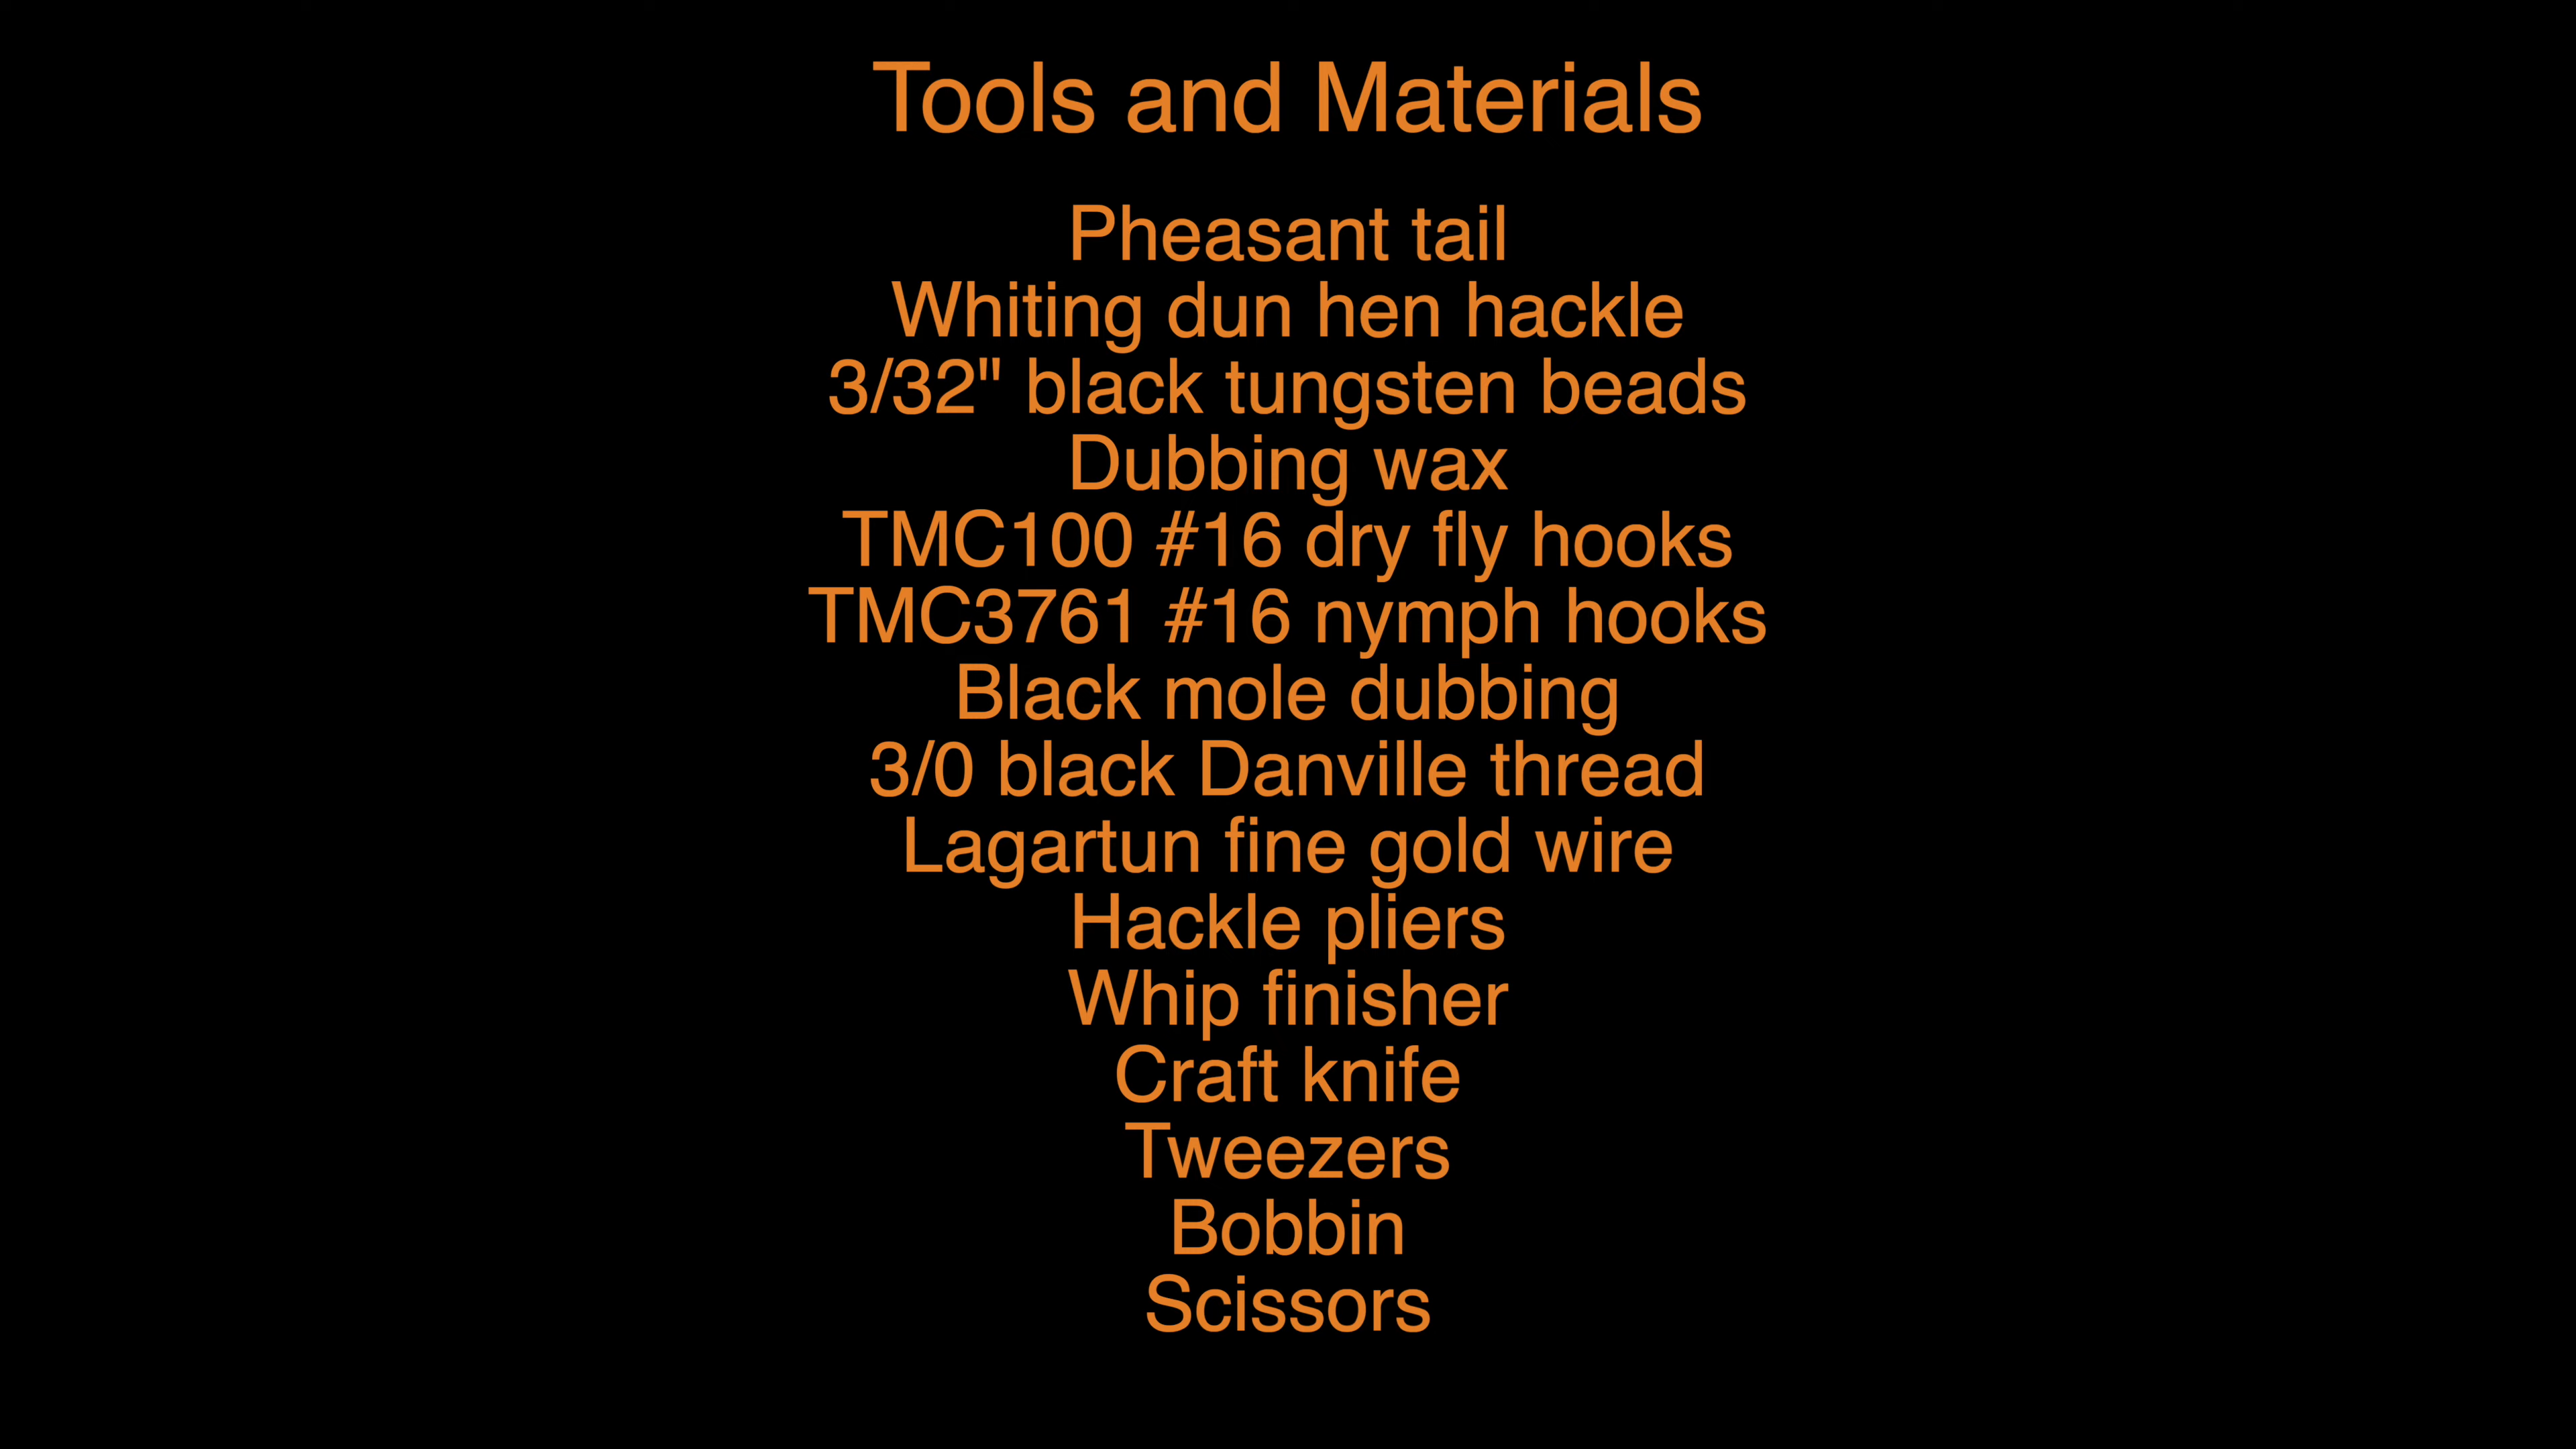 Tools and Materials
Pheasant tail
Whiting dun hen hackle
3/32" black tungsten beads
Dubbing wax
TMC100 #16 dry fly hooks
TMC3761 #16 nymph hooks
Black mole dubbing
3/0 black Danville thread
Lagartun fine gold wire
Hackle pliers
Whip finisher
Craft knife
Tweezers
Bobbin
Scissors